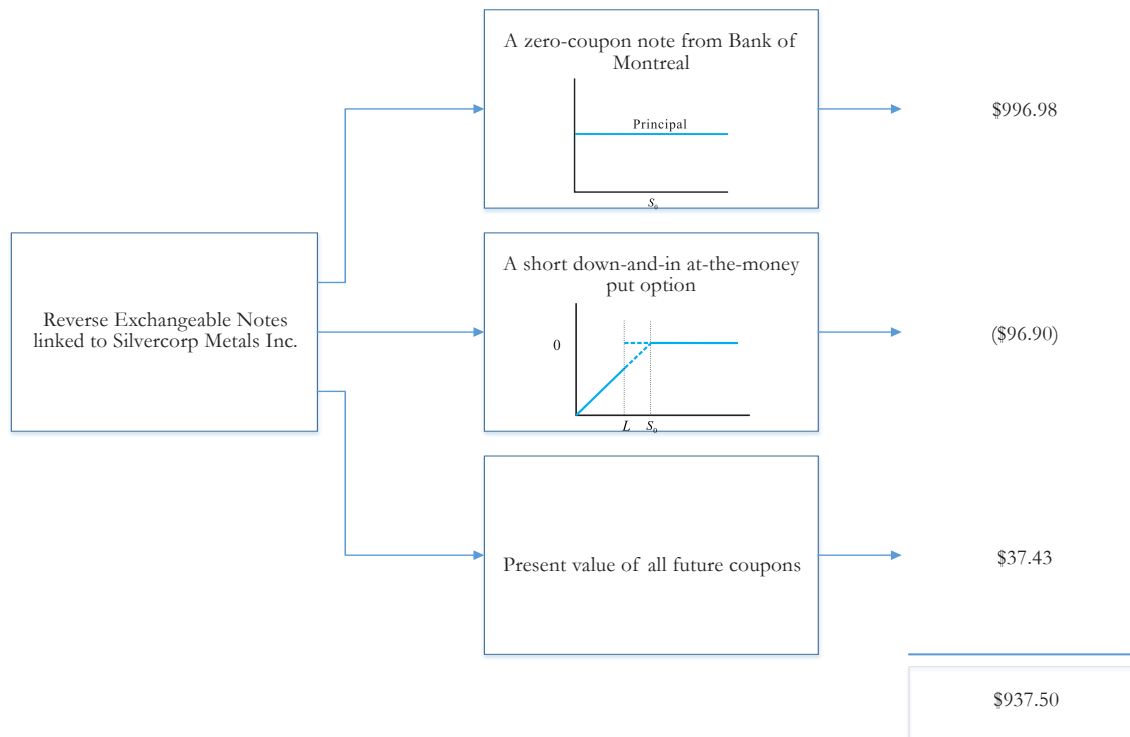 A zero-coupon note from Bank of
Montreal
Principal
S₀
$996.98
Reverse Exchangeable Notes
linked to Silvercorp Metals Inc.
A short down-and-in at-the-money
put option
0
L S₀
($96.90)
Present value of all future coupons
$37.43
$937.50